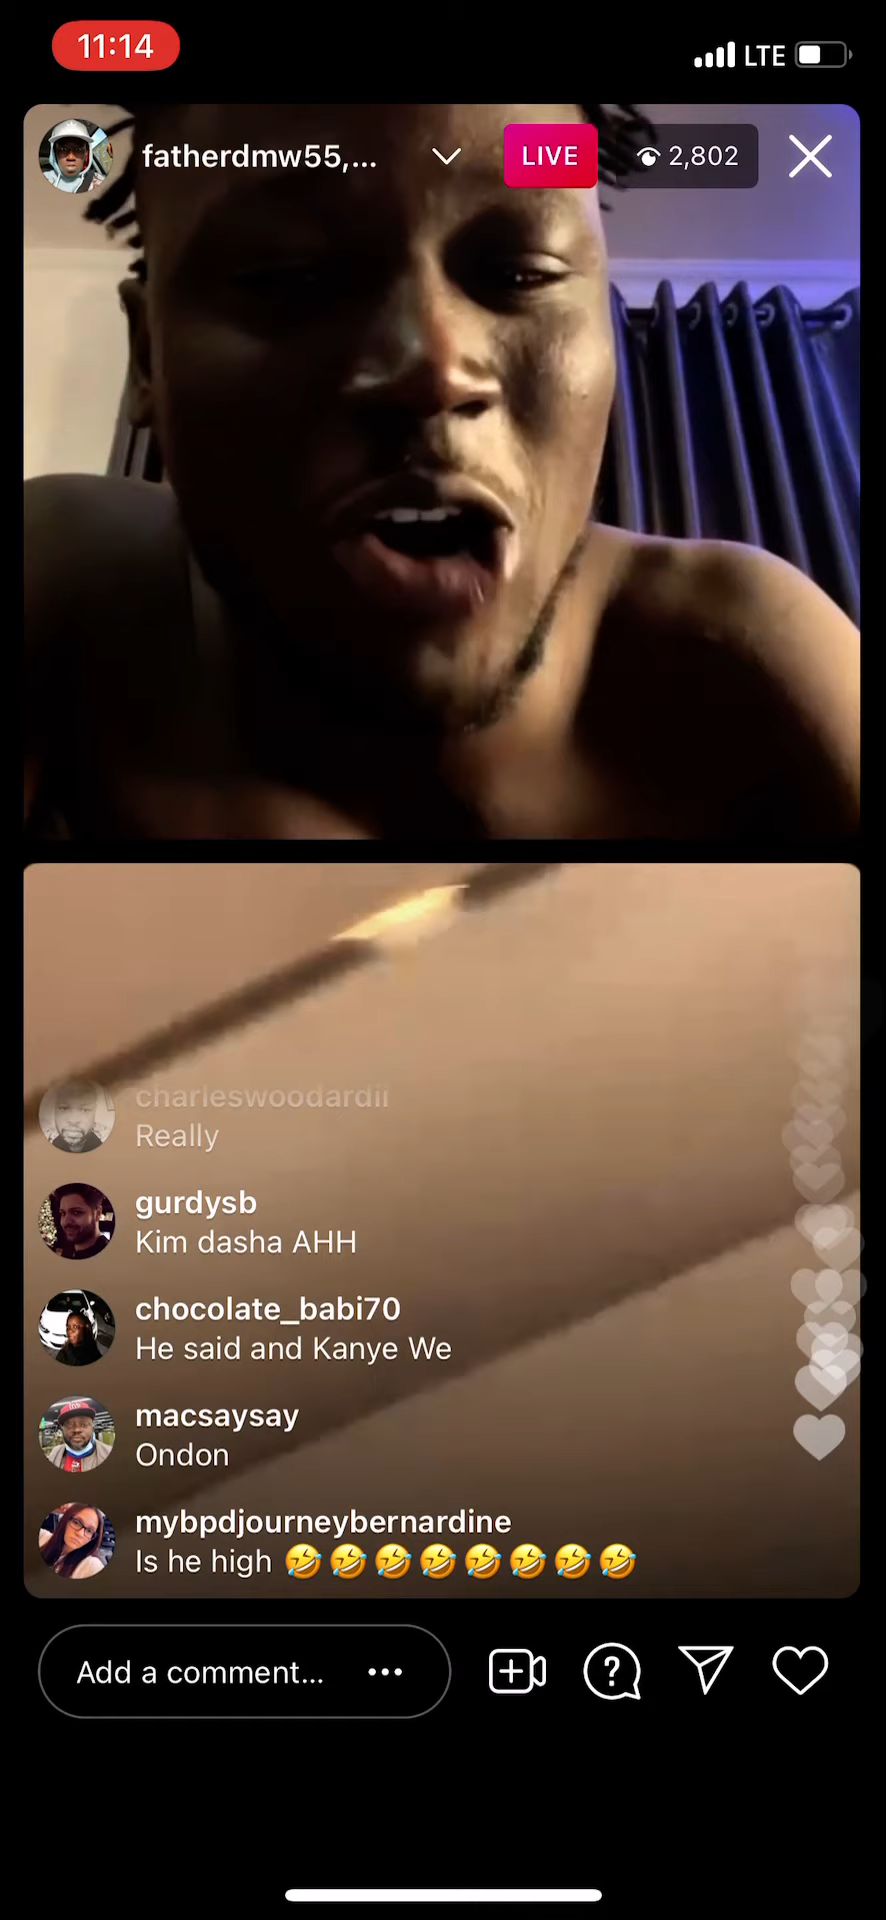 11:14
LTE
fatherdmw55,...
LIVE
2,802
charleswoodardii
Really
gurdysb
Kim dasha AHH
chocolate_babi70
He said and Kanye We
macsaysay
Ondon
mybpdjourneybernardine
Is he high 🤣🤣🤣🤣🤣🤣🤣🤣
Add a comment...